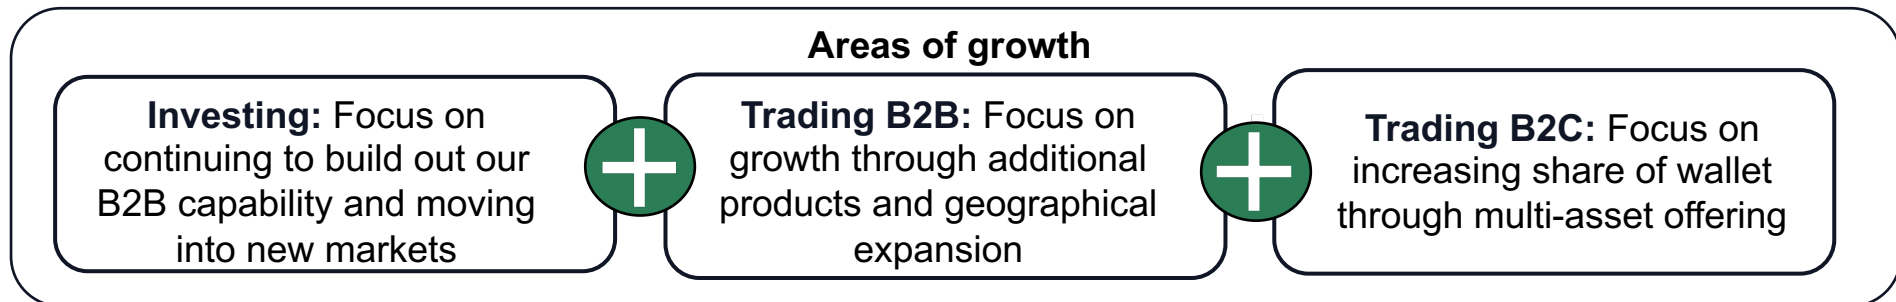 Areas of growth
Investing: Focus on
continuing to build out our
B2B capability and moving
into new markets
Trading B2B: Focus on
growth through additional
products and geographical
expansion
Trading B2C: Focus on
increasing share of wallet
through multi-asset offering